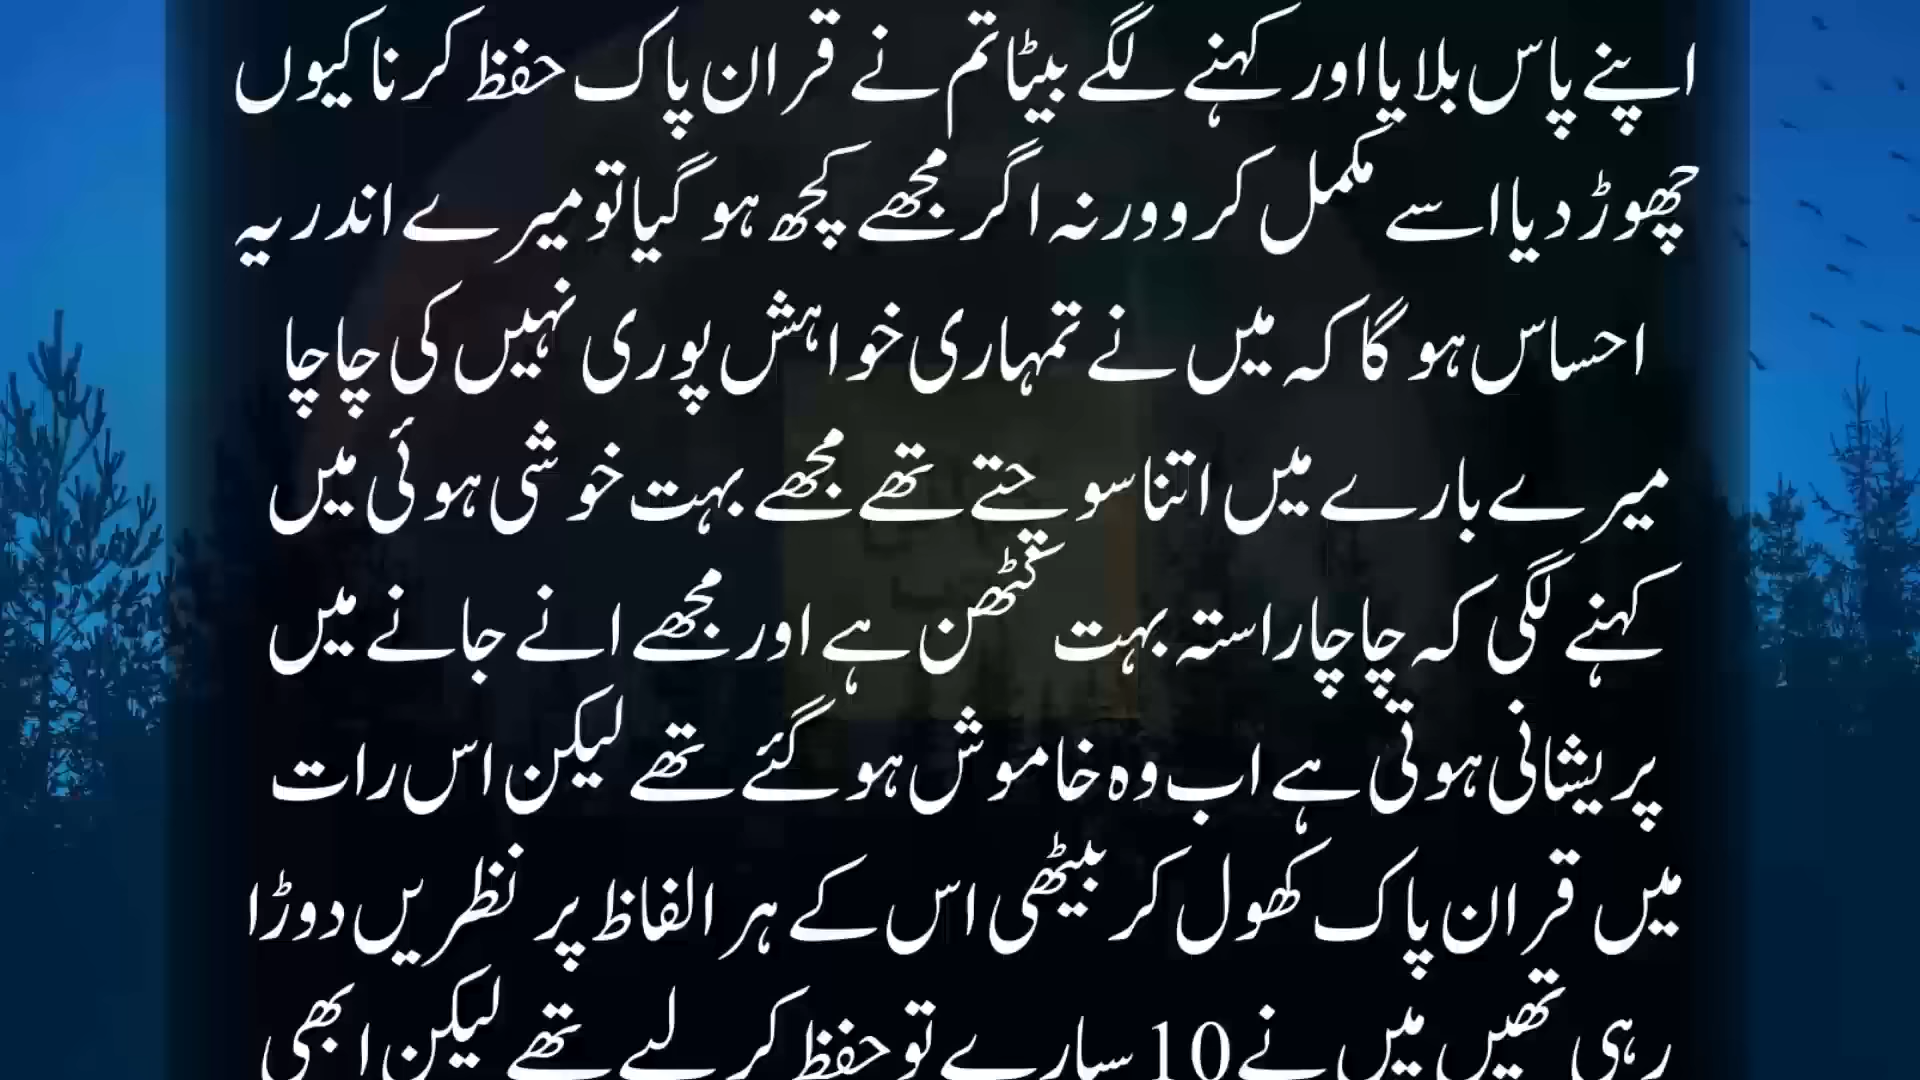 اپنے پاس بلایا اور کہنے لگے بیٹا تم نے قران پاک حفظ کرنا کیوں
چھوڑ دیا اسے مکمل کرو ورنہ اگر مجھے کچھ ہو گیا تو میرے اندر یہ
احساس ہو گا کہ میں نے تمہاری خواہش پوری نہیں کی چاچا
میرے بارے میں اتنا سوچتے تھے مجھے بہت خوشی ہوئی میں
کہنے لگی کہ چاچا راستہ بہت کٹھن ہے اور مجھے انے جانے میں
پریشانی ہوتی ہے اب وہ خاموش ہو گئے تھے لیکن اس رات
میں قران پاک کھول کر بیٹھی اس کے ہر الفاظ پر نظریں دوڑا
رہی تھیں میں نے 10 سپارے تو حفظ کر لیے تھے لیکن ابھی